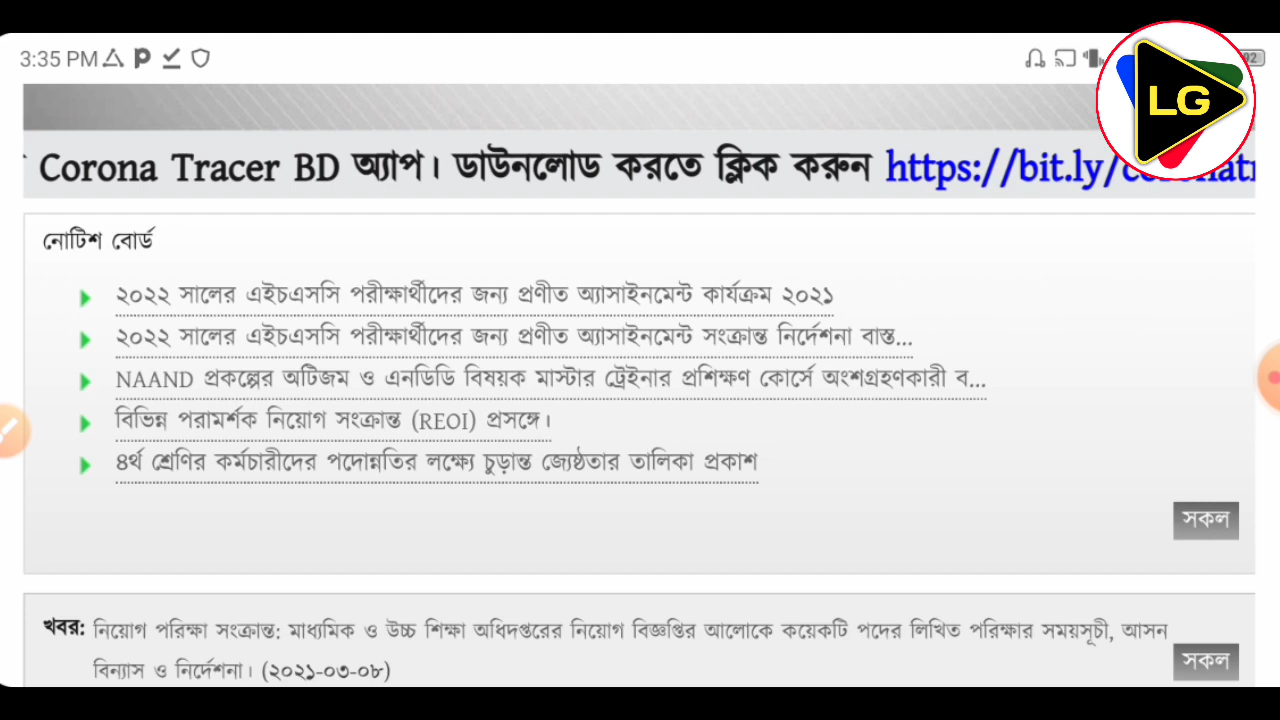 3:35 PM
LG
92
Corona Tracer BD অ্যাপ। ডাউনলোড করতে ক্লিক করুন https://bit.ly/coronatr
নোটিশ বোর্ড
২০২২ সালের এইচএসসি পরীক্ষার্থীদের জন্য প্রণীত অ্যাসাইনমেন্ট কার্যক্রম ২০২১
২০২২ সালের এইচএসসি পরীক্ষার্থীদের জন্য প্রণীত অ্যাসাইনমেন্ট সংক্রান্ত নির্দেশনা বাস্ত...
NAAND প্রকল্পের অটিজম ও এনডিডি বিষয়ক মাস্টার ট্রেইনার প্রশিক্ষণ কোর্সে অংশগ্রহণকারী ব...
বিভিন্ন পরামর্শক নিয়োগ সংক্রান্ত (REOI) প্রসঙ্গে।
৪র্থ শ্রেণির কর্মচারীদের পদোন্নতির লক্ষ্যে চুড়ান্ত জ্যেষ্ঠতার তালিকা প্রকাশ
সকল
খবর: নিয়োগ পরিক্ষা সংক্রান্ত: মাধ্যমিক ও উচ্চ শিক্ষা অধিদপ্তরের নিয়োগ বিজ্ঞপ্তির আলোকে কয়েকটি পদের লিখিত পরিক্ষার সময়সূচী, আসন
বিন্যাস ও নির্দেশনা। (২০২১-০৩-০৮)
সকল